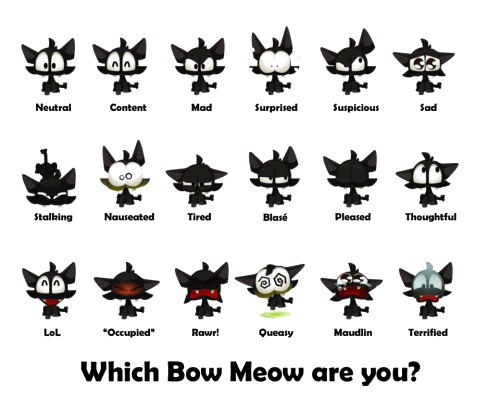 Neutral Content Mad Surprised Suspicious Sad
Stalking Nauseated Tired Blasé Pleased Thoughtful
LoL "Occupied" Rawr! Queasy Maudlin Terrified
Which Bow Meow are you?